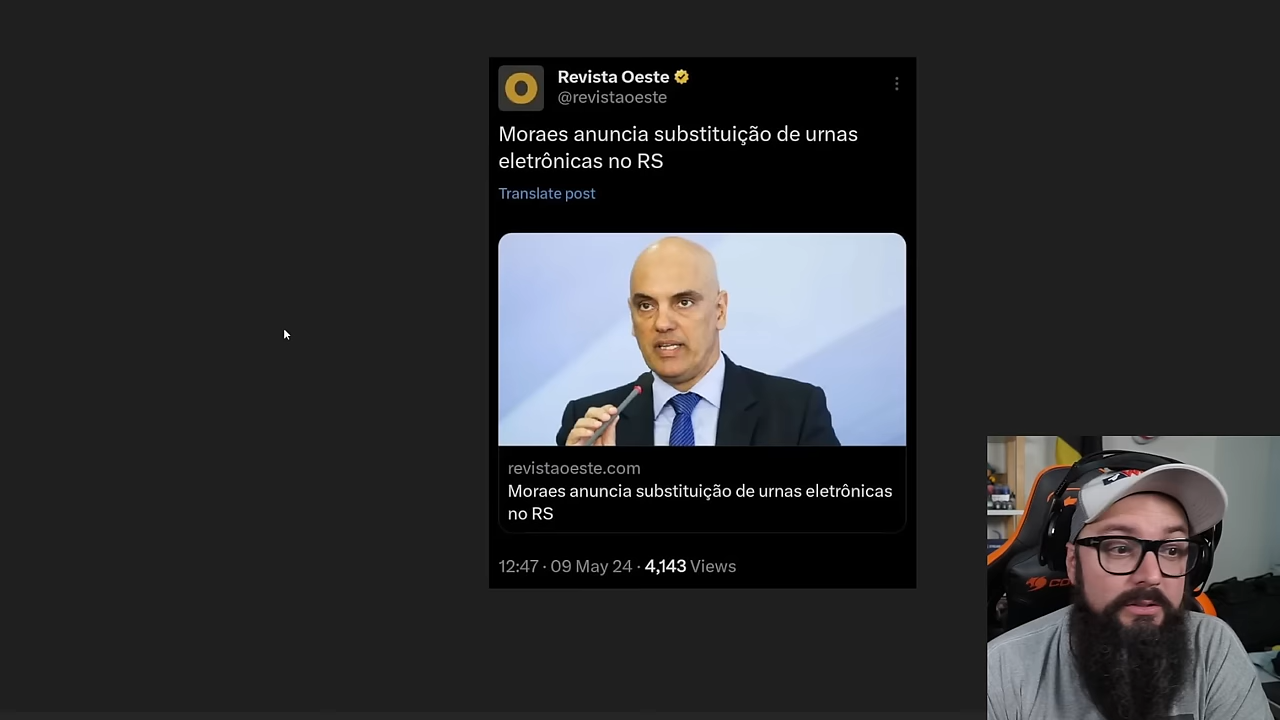 Revista Oeste
@revistaoeste
Moraes anuncia substituição de urnas
eletrônicas no RS
Translate post
revistaoeste.com
Moraes anuncia substituição de urnas eletrônicas
no RS
12:47 · 09 May 24 · 4,143 Views